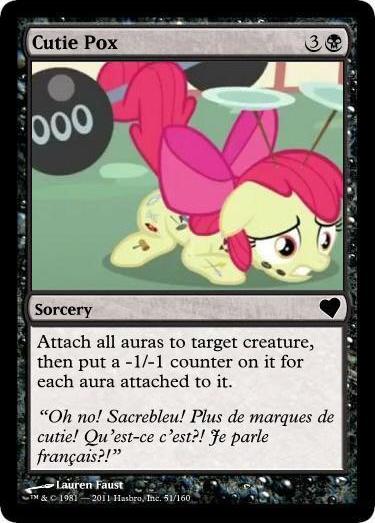 Cutie Pox 3
000
Sorcery
Attach all auras to target creature,
then put a -1/-1 counter on it for
each aura attached to it.
“Oh no! Sacrebleu! Plus de marques de
cutie! Qu’est-ce c’est?! Je parle
français?!”
Lauren Faust
™ & © 1981 — 2011 Hasbro, Inc. 51/160